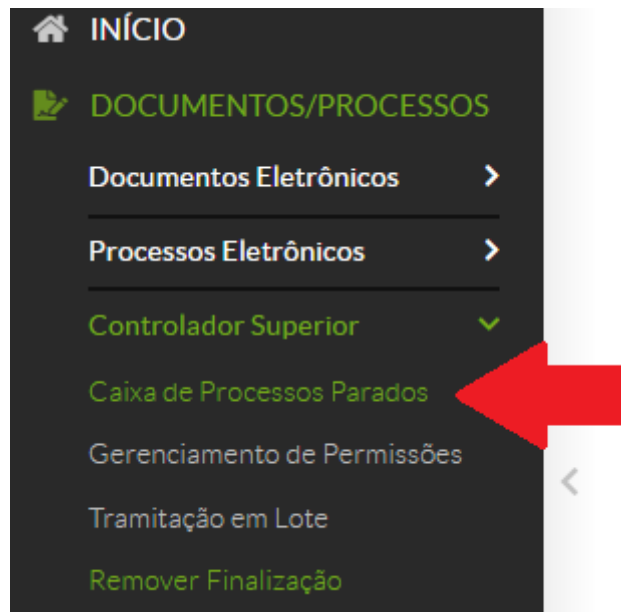 INÍCIO
DOCUMENTOS/PROCESSOS
Documentos Eletrônicos
Processos Eletrônicos
Controlador Superior
Caixa de Processos Parados
Gerenciamento de Permissões
Tramitação em Lote
Remover Finalização